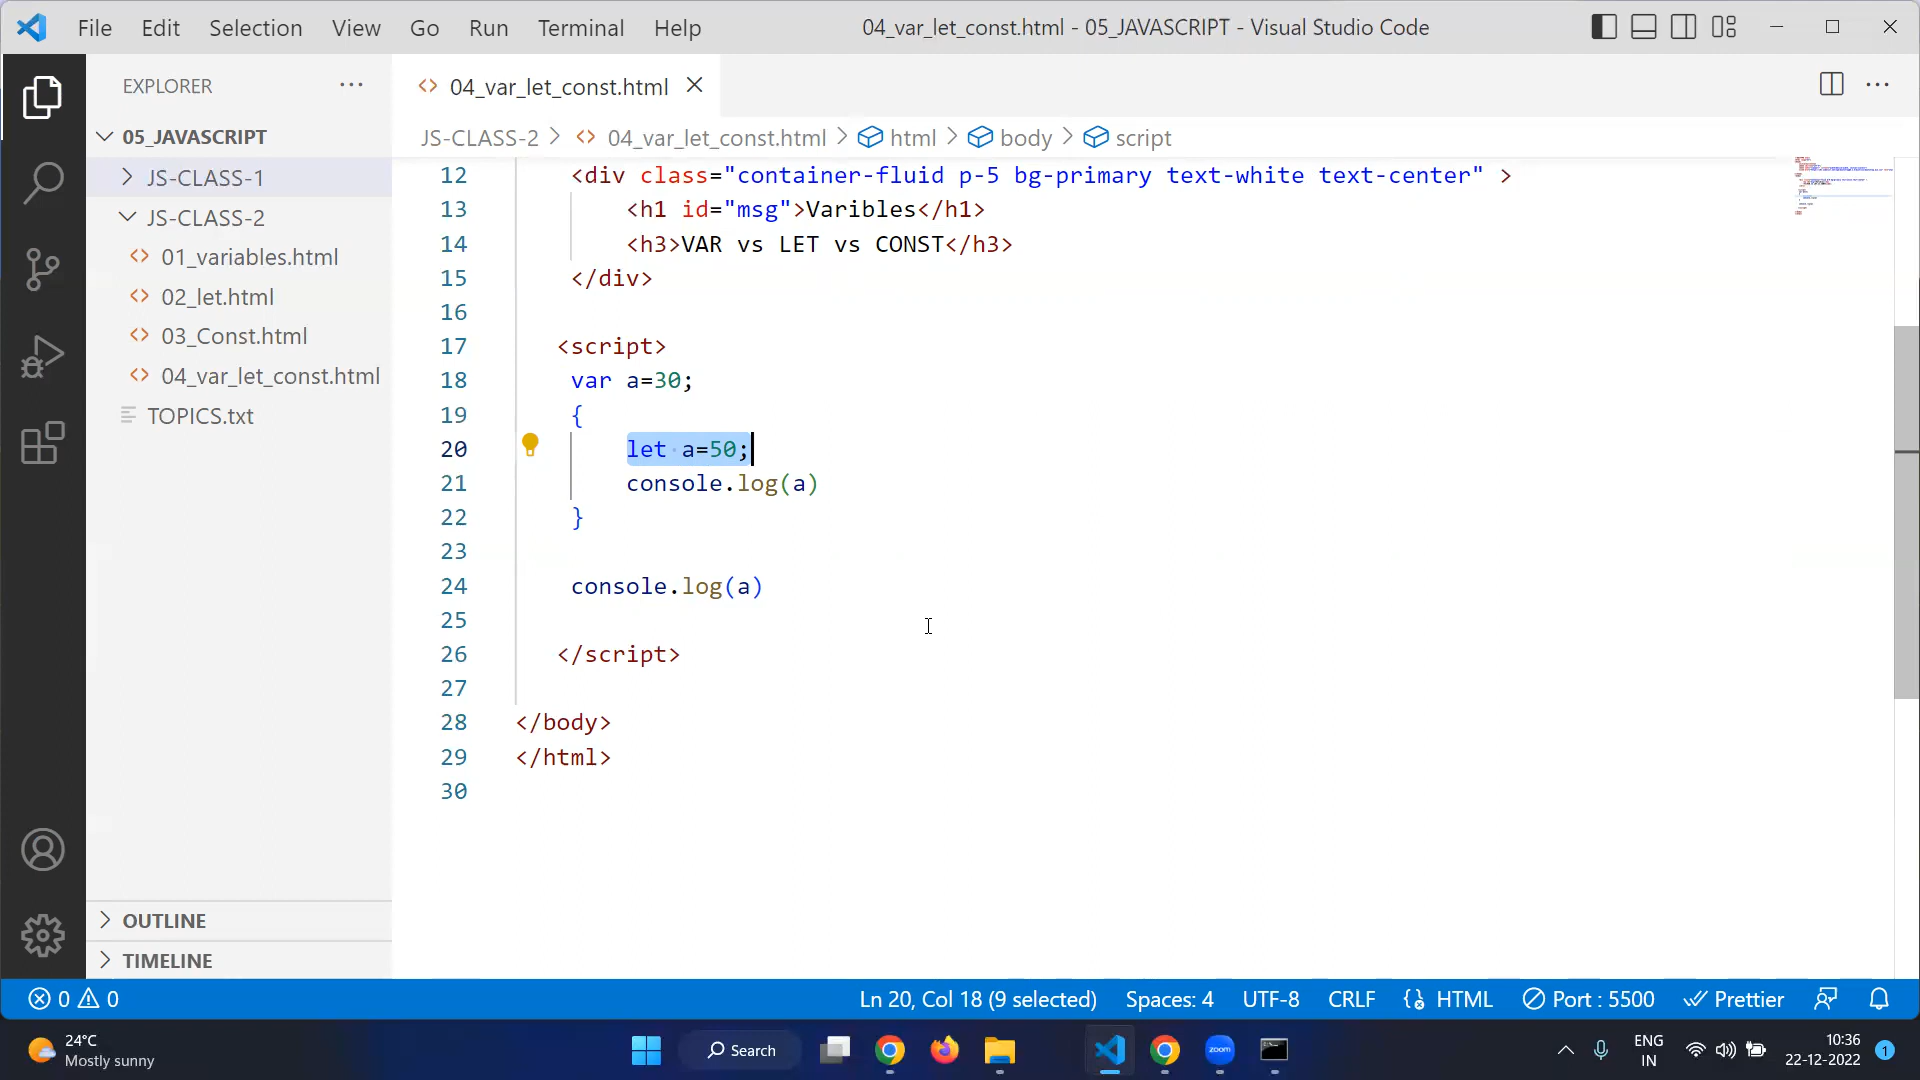 File Edit Selection View Go Run Terminal Help
04_var_let_const.html - 05_JAVASCRIPT - Visual Studio Code
EXPLORER
05_JAVASCRIPT
JS-CLASS-1
JS-CLASS-2
01_variables.html
02_let.html
03_Const.html
04_var_let_const.html
TOPICS.txt
OUTLINE
TIMELINE
04_var_let_const.html
JS-CLASS-2 > 04_var_let_const.html > html > body > script
12 <div class="container-fluid p-5 bg-primary text-white text-center" >
13 <h1 id="msg">Varibles</h1>
14 <h3>VAR vs LET vs CONST</h3>
15 </div>
16
17 <script>
18 var a=30;
19 {
20 let a=50;
21 console.log(a)
22 }
23
24 console.log(a)
25
26 </script>
27
28 </body>
29 </html>
30
0 0 Ln 20, Col 18 (9 selected) Spaces: 4 UTF-8 CRLF HTML Port : 5500 Prettier
24°C
Mostly sunny
Search
zoom
ENG
IN
10:36
22-12-2022
1